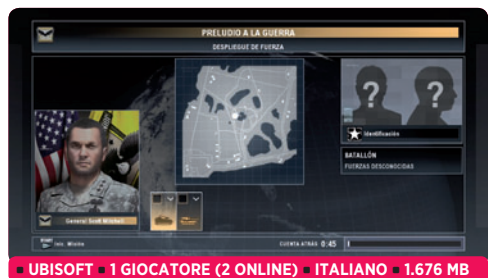 PRELUDIO A LA GUERRA
DESPLIEGUE DE FUERZA
? ?
Identificación
BATALLÓN
FUERZAS DESCONOCIDAS
General Scott Mitchell
CUENTA ATRÁS 0:45
UBISOFT ■ 1 GIOCATORE (2 ONLINE) ■ ITALIANO ■ 1.676 MB